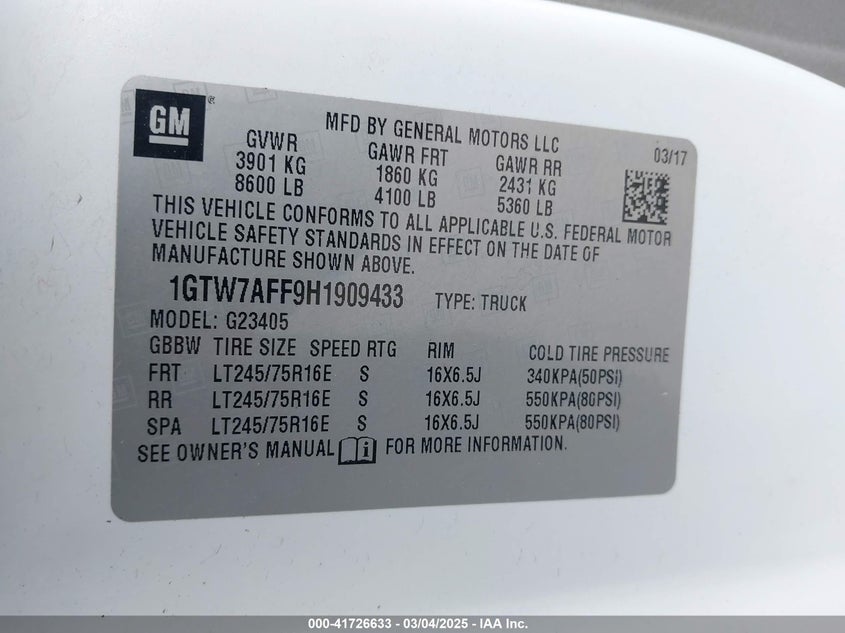 GM ®
MFD BY GENERAL MOTORS LLC
03/17
GVWR GAWR FRT GAWR RR
3901 KG 1860 KG 2431 KG
8600 LB 4100 LB 5360 LB
THIS VEHICLE CONFORMS TO ALL APPLICABLE U.S. FEDERAL MOTOR
VEHICLE SAFETY STANDARDS IN EFFECT ON THE DATE OF
MANUFACTURE SHOWN ABOVE.
1GTW7AFF9H1909433 TYPE: TRUCK
MODEL: G23405
GBBW TIRE SIZE SPEED RTG RIM COLD TIRE PRESSURE
FRT LT245/75R16E S 16X6.5J 340KPA(50PSI)
RR LT245/75R16E S 16X6.5J 550KPA(80PSI)
SPA LT245/75R16E S 16X6.5J 550KPA(80PSI)
SEE OWNER'S MANUAL i FOR MORE INFORMATION.
000-41726633 - 03/04/2025 - IAA Inc.